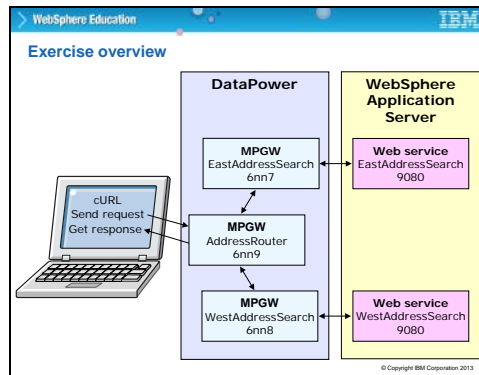 WebSphere Education
IBM
Exercise overview
DataPower
WebSphere
Application
Server
MPGW
EastAddressSearch
6nn7
Web service
EastAddressSearch
9080
cURL
Send request
Get response
MPGW
AddressRouter
6nn9
MPGW
WestAddressSearch
6nn8
Web service
WestAddressSearch
9080
© Copyright IBM Corporation 2013